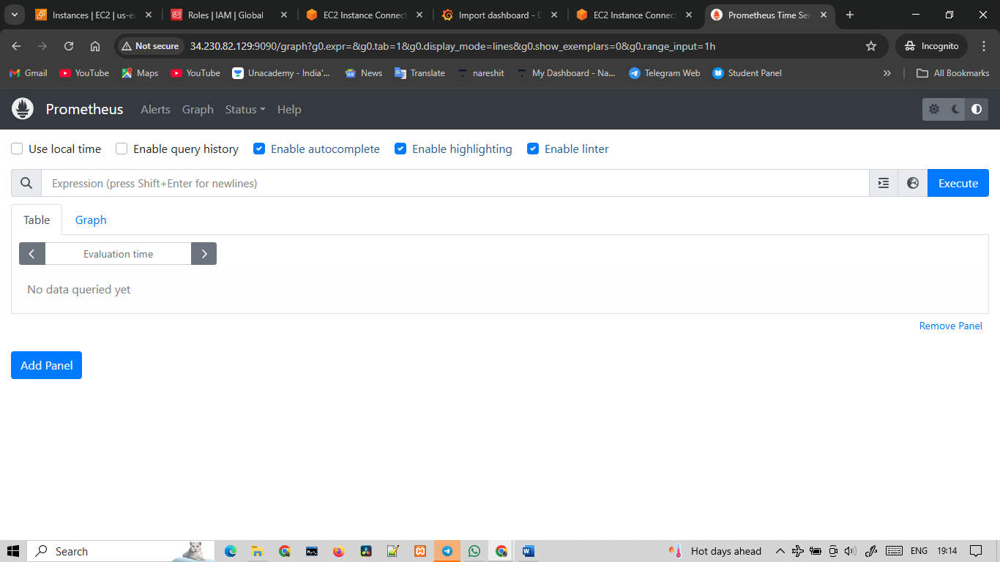 Instances | EC2 | us-ea
Roles | IAM | Global
EC2 Instance Connect
Import dashboard - D
EC2 Instance Connect
Prometheus Time Ser
Not secure
34.230.82.129:9090/graph?g0.expr=&g0.tab=1&g0.display_mode=lines&g0.show_exemplars=0&g0.range_input=1h
Incognito
Gmail
YouTube
Maps
YouTube
Unacademy - India'...
News
Translate
nareshit
My Dashboard - Na...
Telegram Web
Student Panel
All Bookmarks
Prometheus
Alerts
Graph
Status
Help
Use local time
Enable query history
Enable autocomplete
Enable highlighting
Enable linter
Expression (press Shift+Enter for newlines)
Execute
Table
Graph
Evaluation time
No data queried yet
Remove Panel
Add Panel
Search
Hot days ahead
ENG
19:14